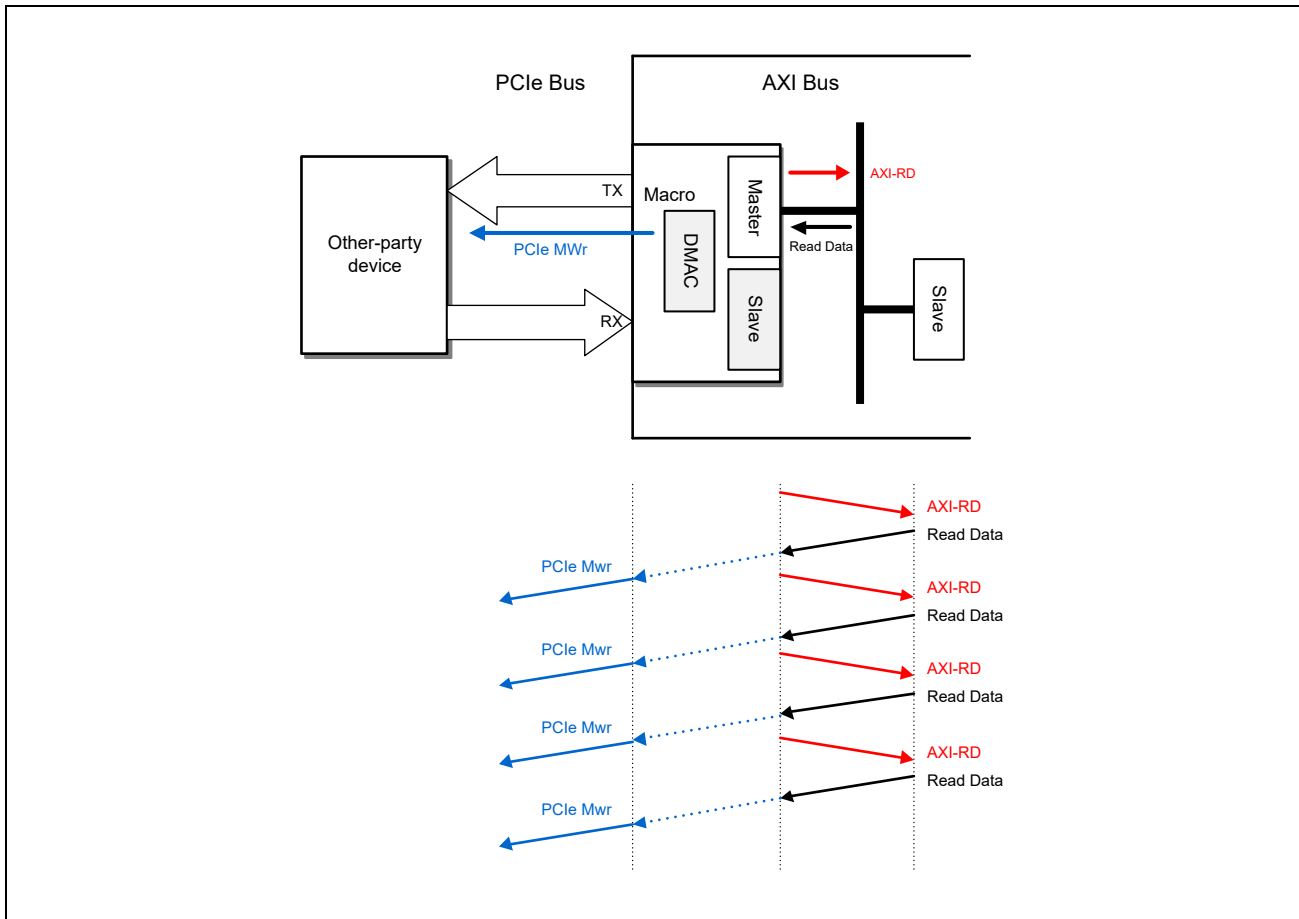 PCIe Bus
AXI Bus
TX
Macro
Master
AXI-RD
Other-party
device
PCIe MWr
DMAC
Read Data
Slave
Slave
RX
AXI-RD
Read Data
PCIe Mwr
AXI-RD
Read Data
PCIe Mwr
AXI-RD
Read Data
PCIe Mwr
AXI-RD
Read Data
PCIe Mwr